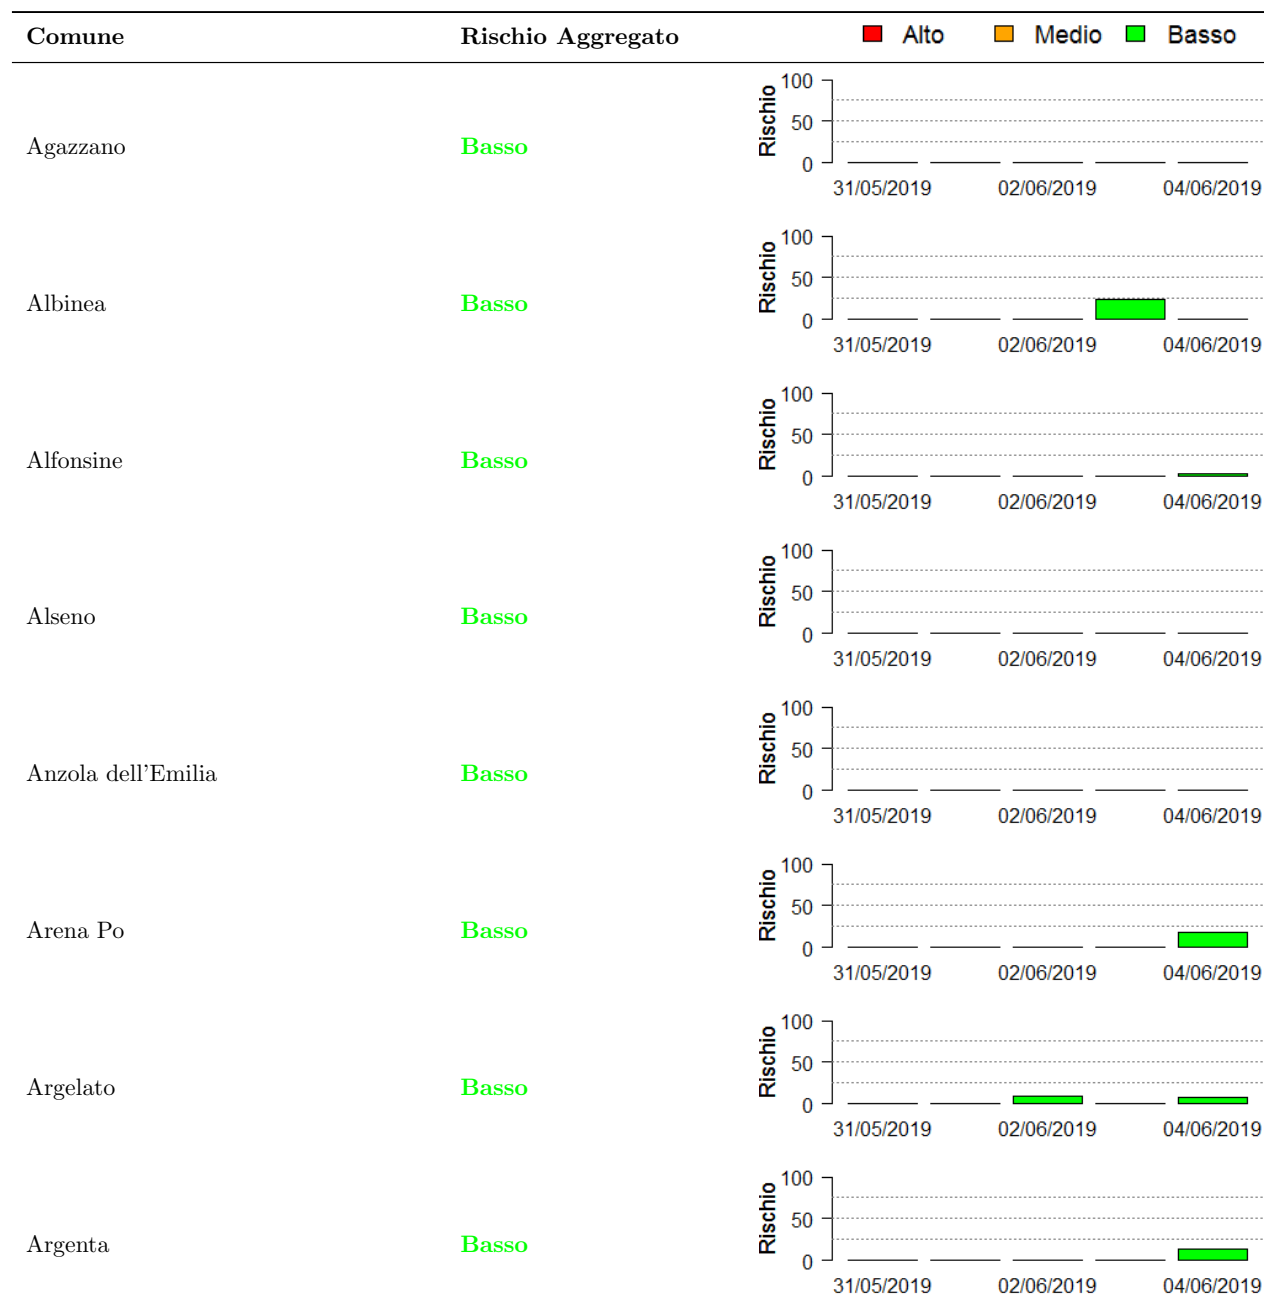 Comune Rischio Aggregato Alto Medio Basso
100
50
0
Rischio
Agazzano Basso
31/05/2019 02/06/2019 04/06/2019
100
50
0
Rischio
Albinea Basso
31/05/2019 02/06/2019 04/06/2019
100
50
0
Rischio
Alfonsine Basso
31/05/2019 02/06/2019 04/06/2019
100
50
0
Rischio
Alseno Basso
31/05/2019 02/06/2019 04/06/2019
100
50
0
Rischio
Anzola dell'Emilia Basso
31/05/2019 02/06/2019 04/06/2019
100
50
0
Rischio
Arena Po Basso
31/05/2019 02/06/2019 04/06/2019
100
50
0
Rischio
Argelato Basso
31/05/2019 02/06/2019 04/06/2019
100
50
0
Rischio
Argenta Basso
31/05/2019 02/06/2019 04/06/2019